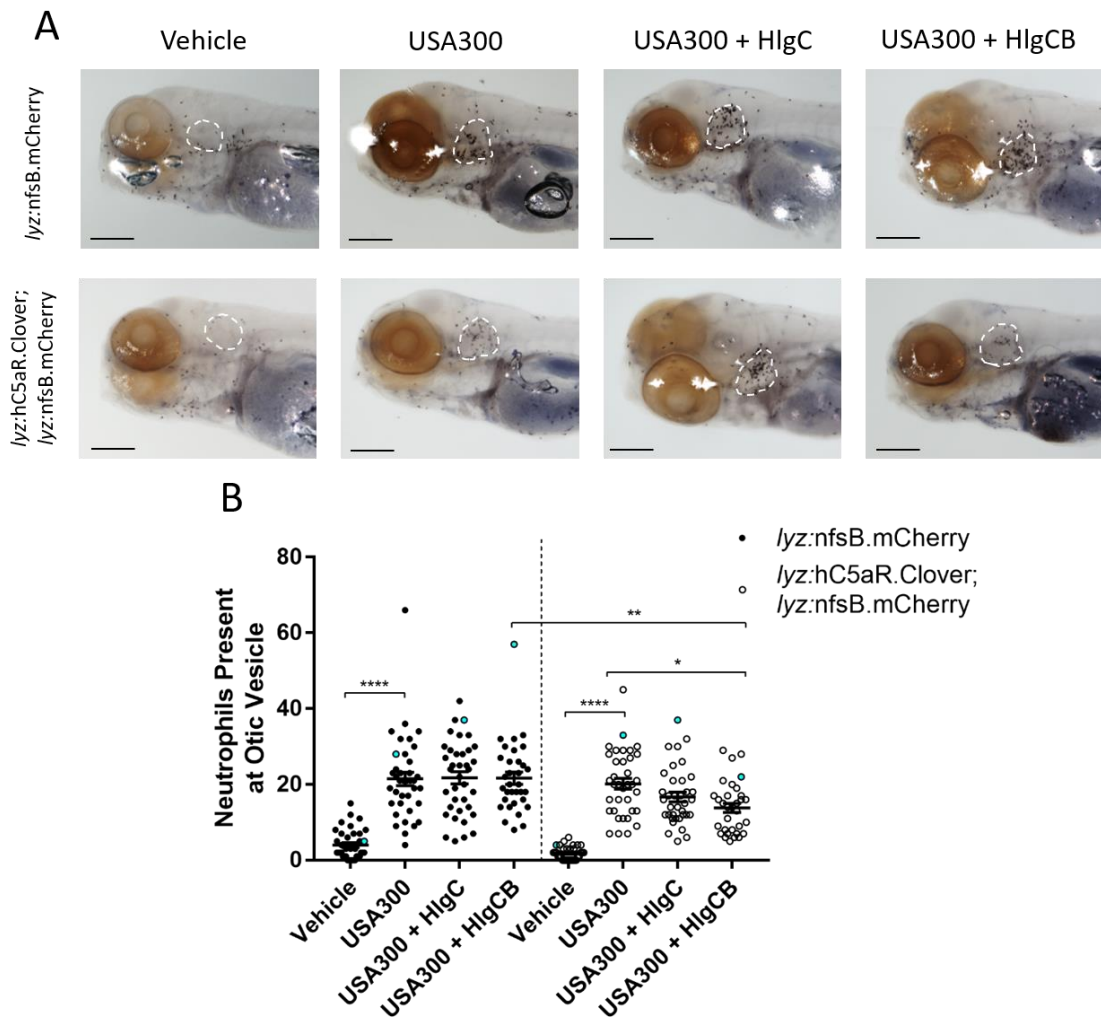 A
Vehicle
USA300
USA300 + HlgC
USA300 + HlgCB
lyz:nfsB.mCherry
lyz:hC5aR.Clover;
lyz:nfsB.mCherry
B
lyz:nfsB.mCherry
lyz:hC5aR.Clover;
lyz:nfsB.mCherry
Neutrophils Present
at Otic Vesicle
80
60
40
20
0
****
**
*
****
Vehicle
USA300
USA300 + HlgC
USA300 + HlgCB
Vehicle
USA300
USA300 + HlgC
USA300 + HlgCB